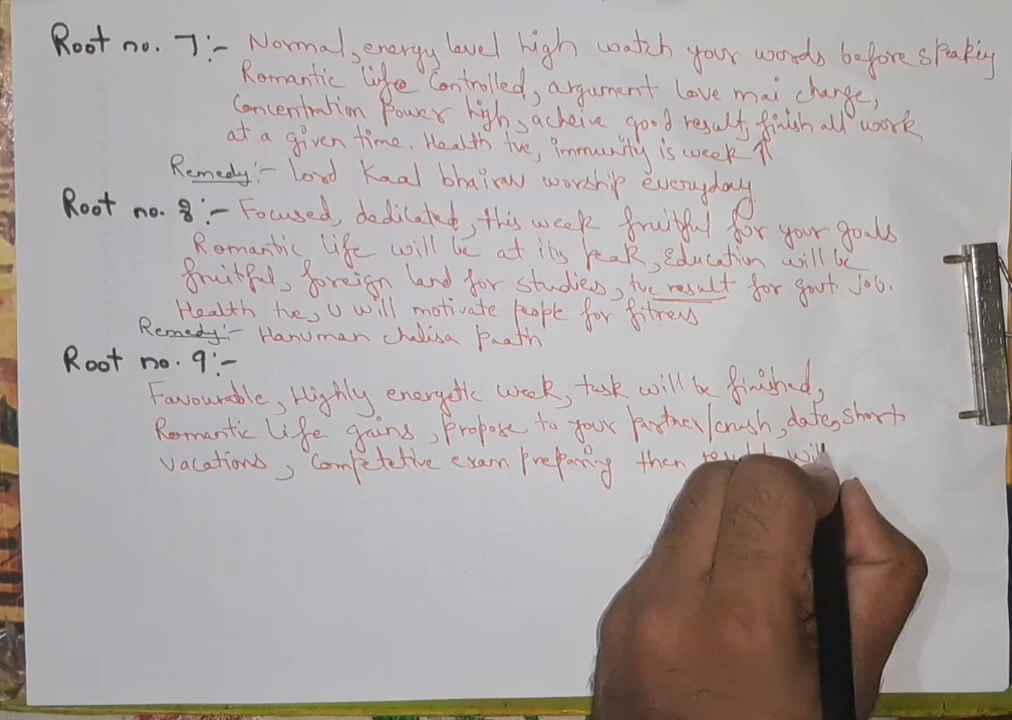 Root no. 7:- Normal, energy level high watch your words before speaking
Romantic life controlled, argument Love mai change,
Concentration Power high, acheive good result, finish all work
at a given time. Health tve, immunity is week ↑
Remedy:- Lord Kaal bhairav worship everyday.
Root no. 8:- Focused, dedicated, this week fruitful for your goals
Romantic life will be at its peak, Education will be
fruitful, foreign land for studies, tve result for govt. job.
Health tve, U will motivate people for fitness
Remedy:- Hanuman chalisa Paath
Root no. 9:-
Favourable, Highly energetic week, task will be finished,
Romantic life gains, propose to your partner/crush, date, short
vacations, competetive exam preparing then result will